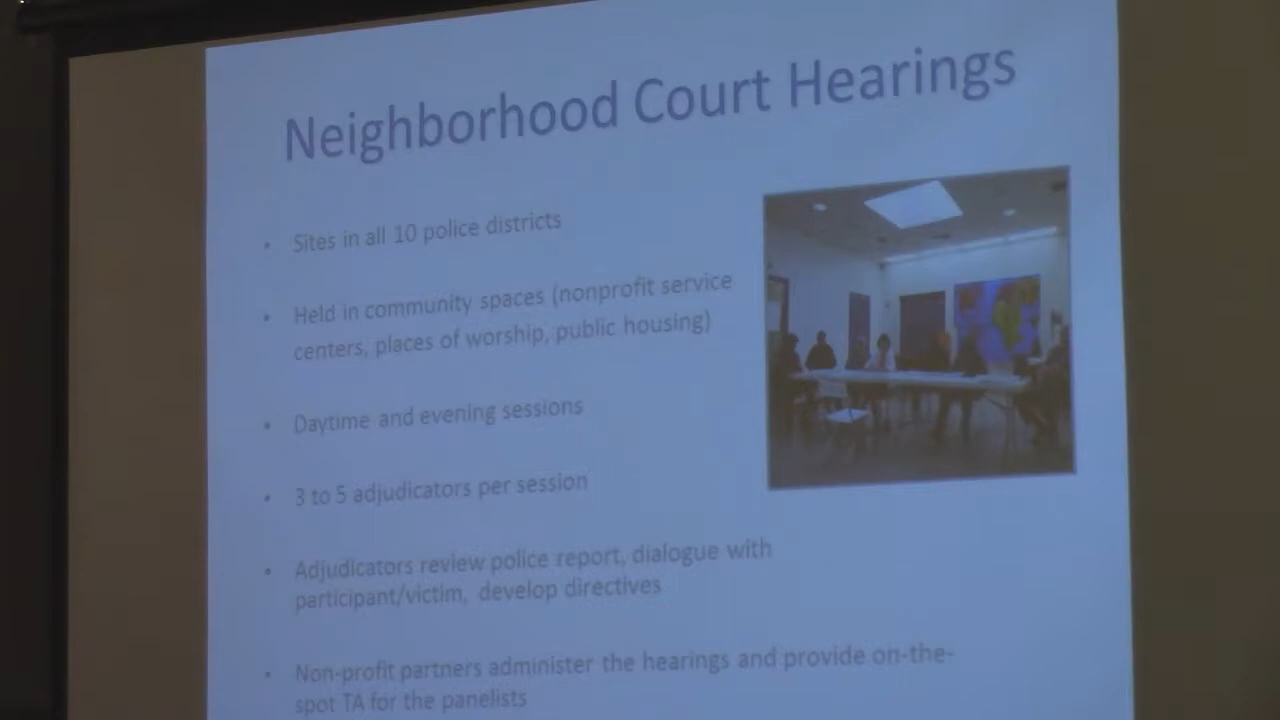 Neighborhood Court Hearings
• Sites in all 10 police districts
• Held in community spaces (nonprofit service
centers, places of worship, public housing)
• Daytime and evening sessions
• 3 to 5 adjudicators per session
• Adjudicators review police report, dialogue with
participant/victim, develop directives
• Non-profit partners administer the hearings and provide on-the-
spot TA for the panelists